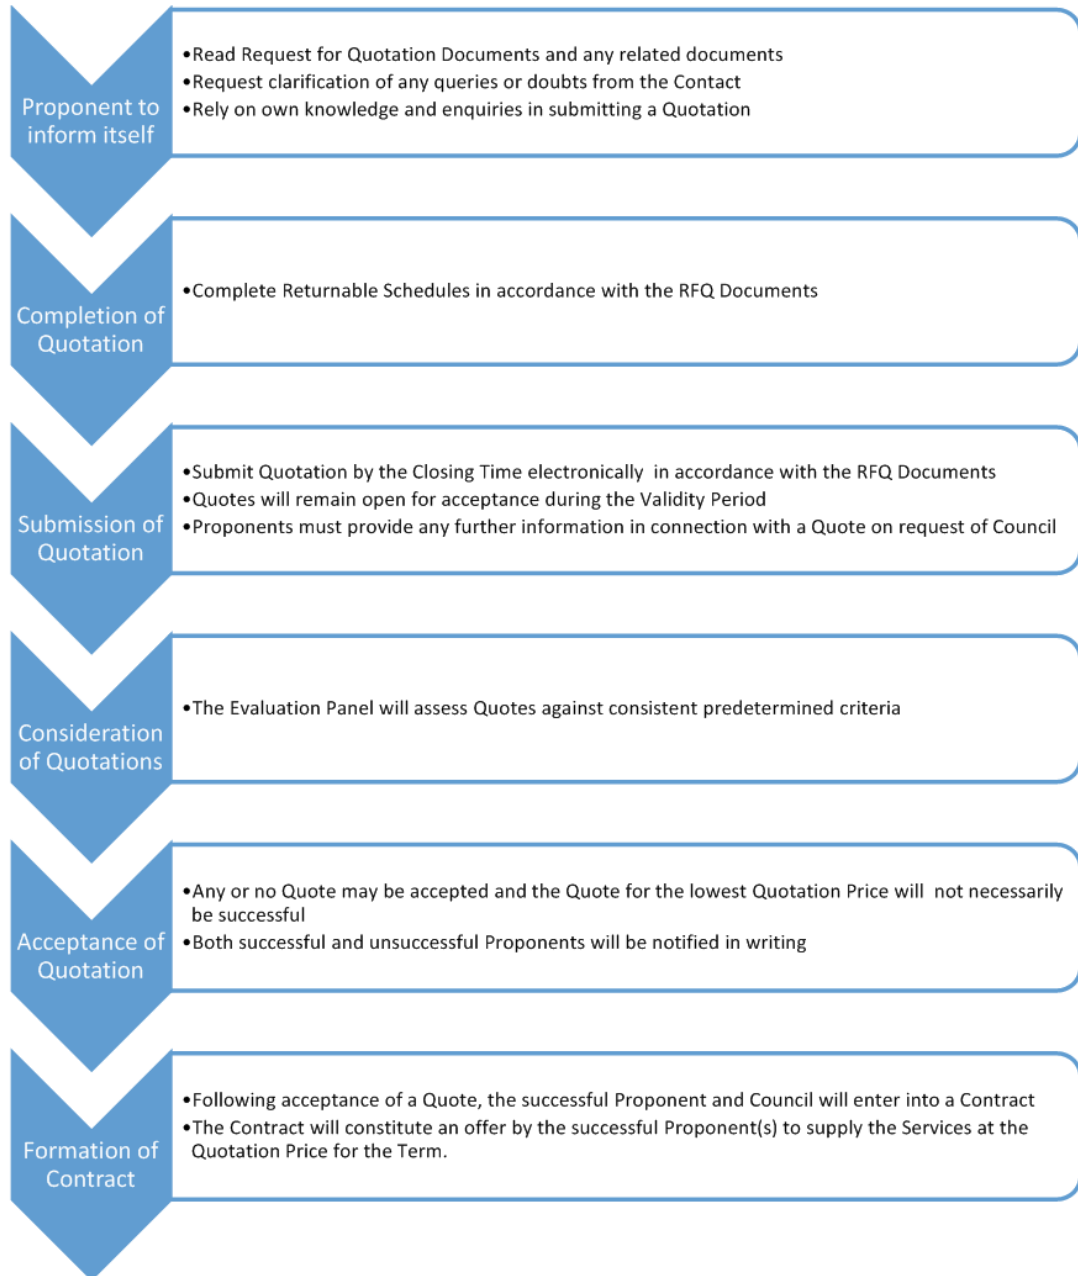 Proponent to
inform itself
•Read Request for Quotation Documents and any related documents
•Request clarification of any queries or doubts from the Contact
•Rely on own knowledge and enquiries in submitting a Quotation
Completion of
Quotation
•Complete Returnable Schedules in accordance with the RFQ Documents
Submission of
Quotation
•Submit Quotation by the Closing Time electronically  in accordance with the RFQ Documents
•Quotes will remain open for acceptance during the Validity Period
•Proponents must provide any further information in connection with a Quote on request of Council
Consideration
of Quotations
•The Evaluation Panel will assess Quotes against consistent predetermined criteria
Acceptance of
Quotation
•Any or no Quote may be accepted and the Quote for the lowest Quotation Price will  not necessarily
be successful
•Both successful and unsuccessful Proponents will be notified in writing
Formation of
Contract
•Following acceptance of a Quote, the successful Proponent and Council will enter into a Contract
•The Contract will constitute an offer by the successful Proponent(s) to supply the Services at the
Quotation Price for the Term.